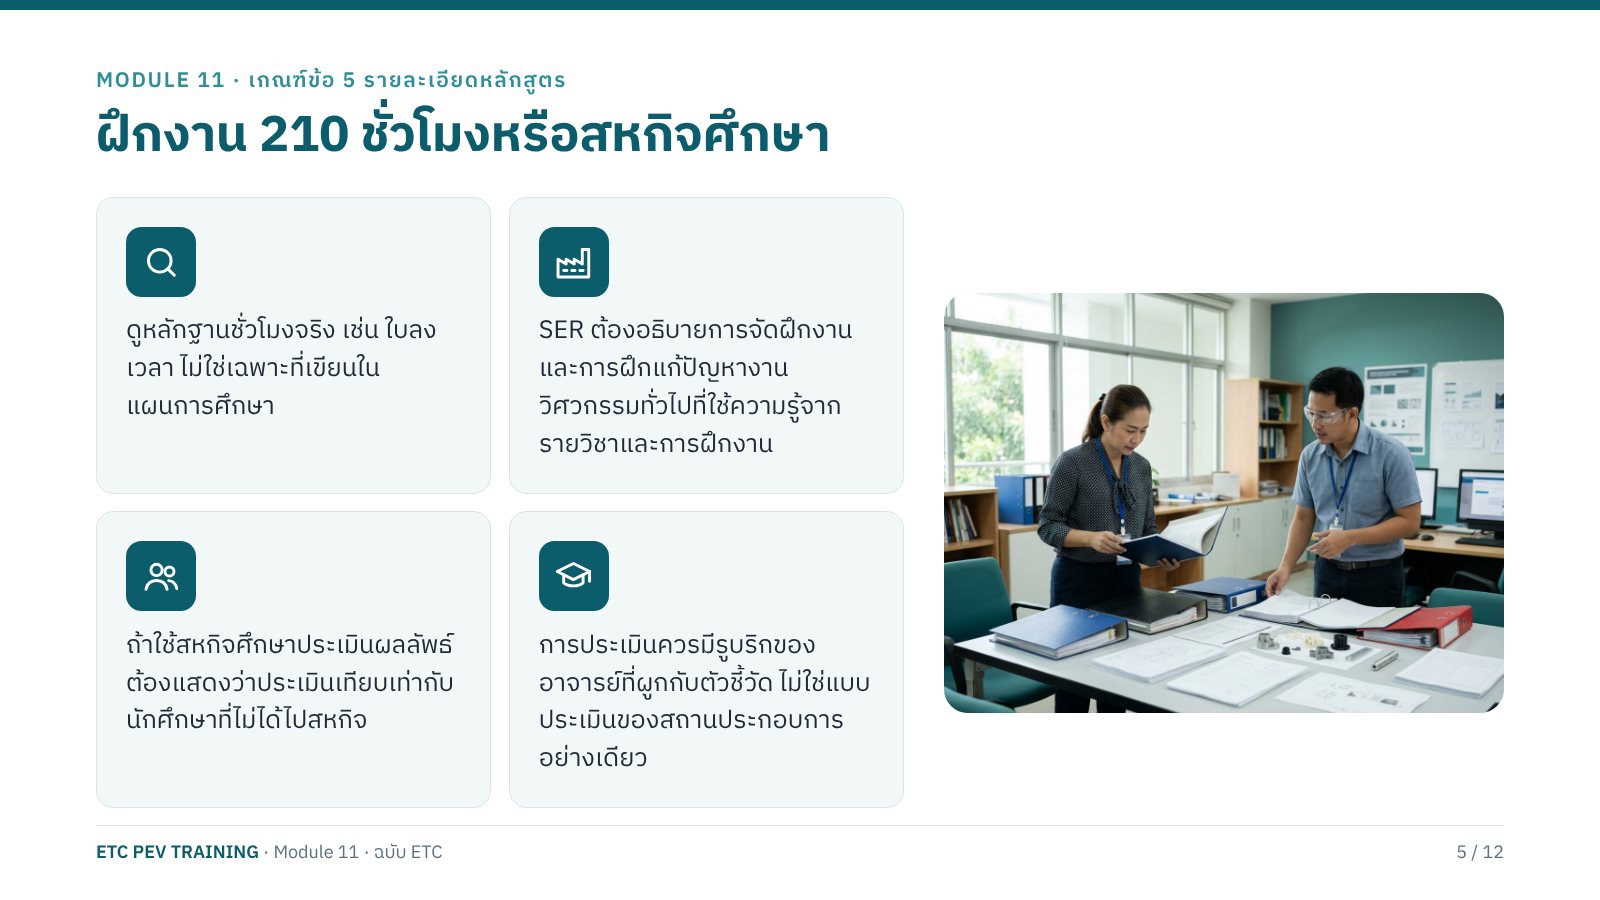 MODULE 11 · เกณฑ์ข้อ 5 รายละเอียดหลักสูตร
ฝึกงาน 210 ชั่วโมงหรือสหกิจศึกษา
ดูหลักฐานชั่วโมงจริง เช่น ใบลง
เวลา ไม่ใช่เฉพาะที่เขียนใน
แผนการศึกษา
SER ต้องอธิบายการจัดฝึกงาน
และการฝึกแก้ปัญหางาน
วิศวกรรมทั่วไปที่ใช้ความรู้จาก
รายวิชาและการฝึกงาน
ถ้าใช้สหกิจศึกษาประเมินผลลัพธ์
ต้องแสดงว่าประเมินเทียบเท่ากับ
นักศึกษาที่ไม่ได้ไปสหกิจ
การประเมินควรมีรูบริกของ
อาจารย์ที่ผูกกับตัวชี้วัด ไม่ใช่แบบ
ประเมินของสถานประกอบการ
อย่างเดียว
ETC PEV TRAINING · Module 11 · ฉบับ ETC
5 / 12